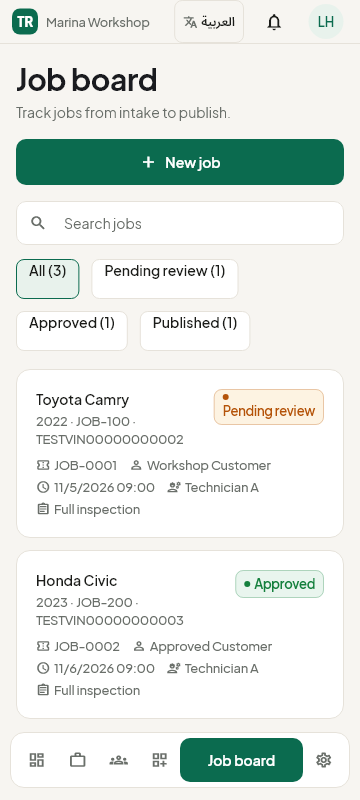 TR Marina Workshop العربية LH
Job board
Track jobs from intake to publish.
+ New job
Search jobs
All (3) Pending review (1)
Approved (1) Published (1)
Toyota Camry
Pending review
2022 · JOB-100 ·
TESTVIN00000000002
JOB-0001 Workshop Customer
11/5/2026 09:00 Technician A
Full inspection
Honda Civic
Approved
2023 · JOB-200 ·
TESTVIN00000000003
JOB-0002 Approved Customer
11/6/2026 09:00 Technician A
Full inspection
Job board